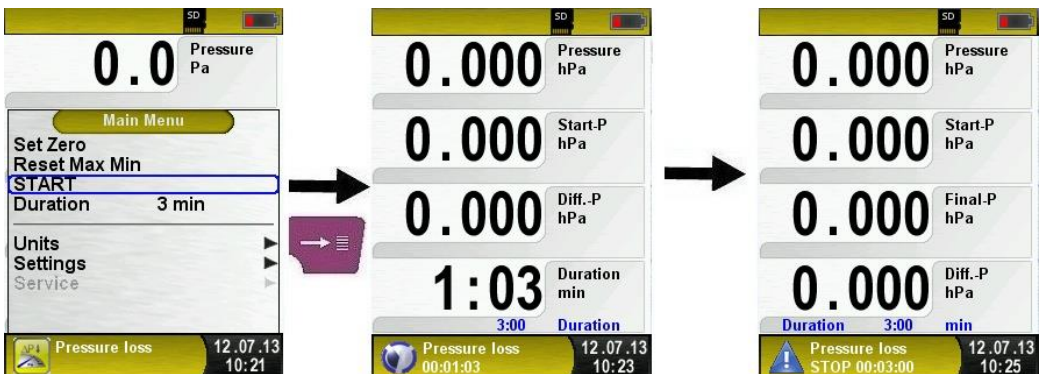 SD
0.0 Pressure
Pa
Main Menu
Set Zero
Reset Max Min
START
Duration 3 min
Units
Settings
Service
ΔP↓ Pressure loss 12.07.13
10:21
SD
0.000 Pressure
hPa
0.000 Start-P
hPa
0.000 Diff.-P
hPa
1:03 Duration
min
3:00 Duration
Pressure loss 12.07.13
00:01:03 10:23
SD
0.000 Pressure
hPa
0.000 Start-P
hPa
0.000 Final-P
hPa
0.000 Diff.-P
hPa
Duration 3:00 min
Pressure loss 12.07.13
STOP 00:03:00 10:25